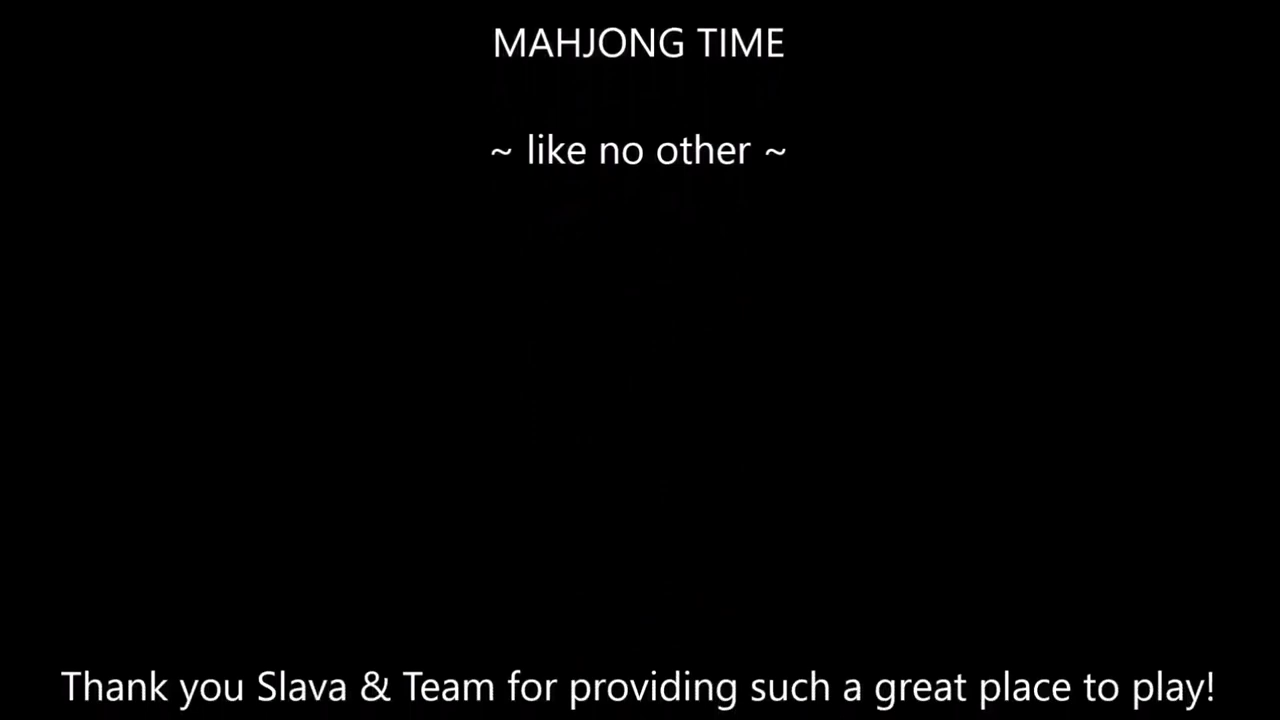 MAHJONG TIME
~ like no other ~
Thank you Slava & Team for providing such a great place to play!